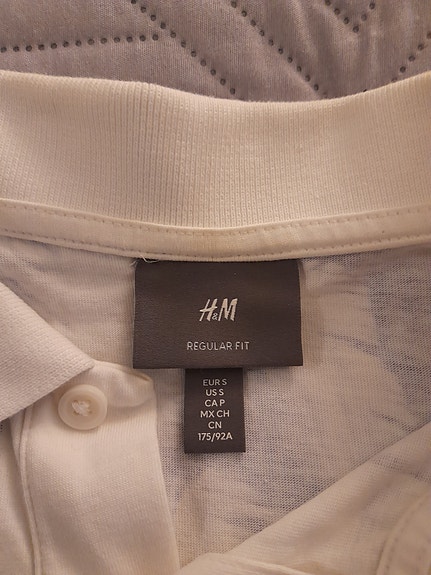 H&M
REGULAR FIT
EUR S
US S
CA P
MX CH
CN
175/92A